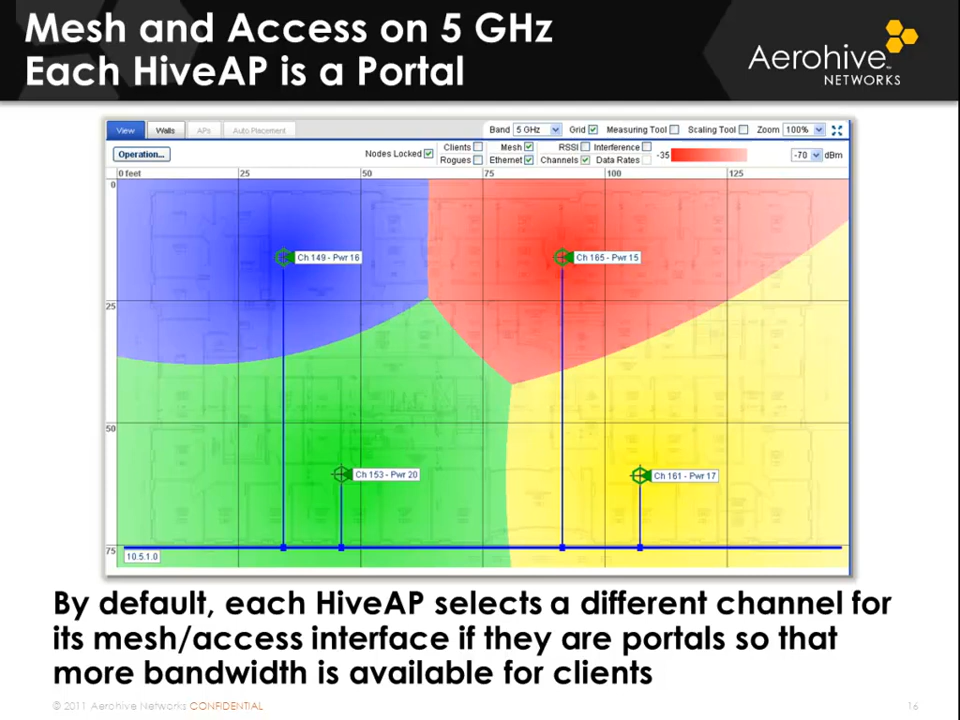 Mesh and Access on 5 GHz
Each HiveAP is a Portal
Aerohive™
NETWORKS
View Walls APs Auto Placement Band 5 GHz Grid Measuring Tool Scaling Tool Zoom 100%
Operation... Nodes Locked Clients Mesh RSSI Interference -35 -70 dBm
Rogues Ethernet Channels Data Rates
0 feet 25 50 75 100 125
0
Ch 149 - Pwr 16 Ch 165 - Pwr 15
25
50
Ch 153 - Pwr 20 Ch 161 - Pwr 17
75
10.5.1.0
By default, each HiveAP selects a different channel for
its mesh/access interface if they are portals so that
more bandwidth is available for clients
© 2011 Aerohive Networks CONFIDENTIAL 16